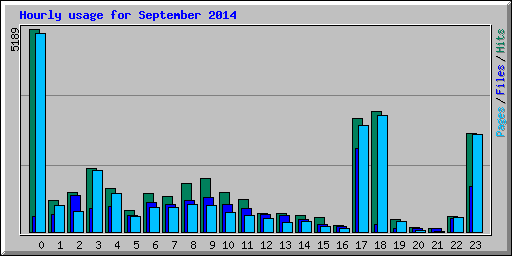 Hourly usage for September 2014
5189
Pages/Files/Hits
0 1 2 3 4 5 6 7 8 9 10 11 12 13 14 15 16 17 18 19 20 21 22 23